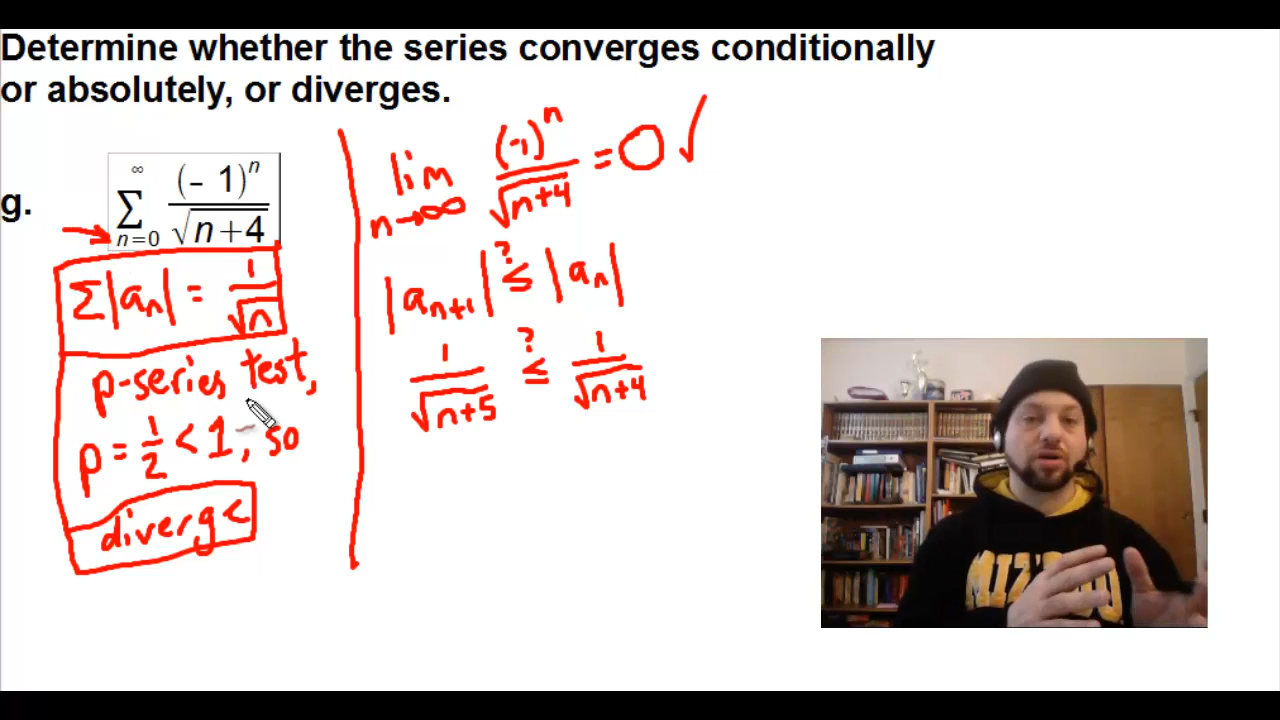 Determine whether the series converges conditionally
or absolutely, or diverges.
g. ∑_{n=0}^{∞} (- 1)^n / √(n+4)
Σ|aₙ| = 1/√n
p-series test,
p = 1/2 < 1, so
diverg<
lim_{n→∞} (-1)^n / √(n+4) = 0 ✓
|aₙ₊₁| ≤? |aₙ|
1/√(n+5) ≤? 1/√(n+4)